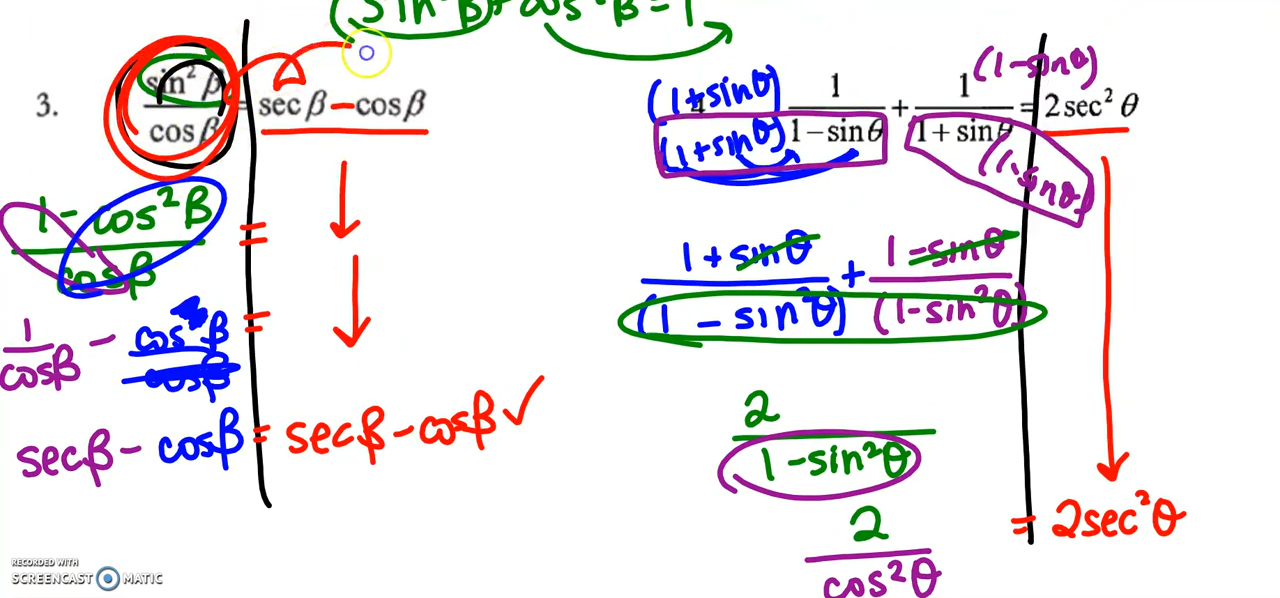 sin²β + cos²β = 1
3. sin²β / cosβ = secβ − cosβ
1 − cos²β / cosβ =
1/cosβ − cos²β / cosβ =
secβ − cosβ = secβ − cosβ ✓
4. (1+sinθ) / (1+sinθ) 1 / 1 − sinθ + 1 (1−sinθ) / 1 + sinθ (1−sinθ) = 2sec²θ
1 + sinθ / (1 − sin²θ) + 1 − sinθ / (1−sin²θ)
2 / 1 − sin²θ
2 / cos²θ = 2sec²θ
RECORDED WITH
SCREENCAST MATIC